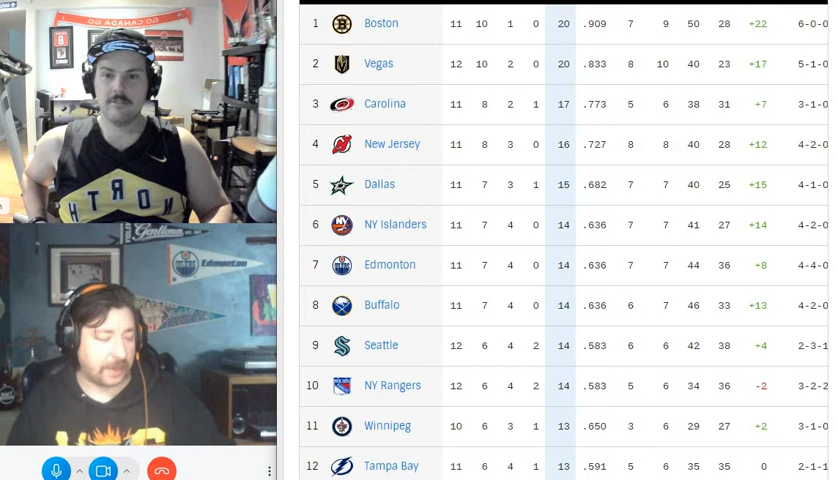 GO CANADA GO
Gentlemen
Edmonton
NORTH
1 Boston 11 10 1 0 20 .909 7 9 50 28 +22 6-0-0
2 Vegas 12 10 2 0 20 .833 8 10 40 23 +17 5-1-0
3 Carolina 11 8 2 1 17 .773 5 6 38 31 +7 3-1-0
4 New Jersey 11 8 3 0 16 .727 8 8 40 28 +12 4-2-0
5 Dallas 11 7 3 1 15 .682 7 7 40 25 +15 4-1-0
6 NY Islanders 11 7 4 0 14 .636 7 7 41 27 +14 4-2-0
7 Edmonton 11 7 4 0 14 .636 7 7 44 36 +8 4-4-0
8 Buffalo 11 7 4 0 14 .636 6 7 46 33 +13 4-2-0
9 Seattle 12 6 4 2 14 .583 6 6 42 38 +4 2-3-1
10 NY Rangers 12 6 4 2 14 .583 5 6 34 36 -2 3-2-2
11 Winnipeg 10 6 3 1 13 .650 3 6 29 27 +2 3-1-0
12 Tampa Bay 11 6 4 1 13 .591 5 6 35 35 0 2-1-1